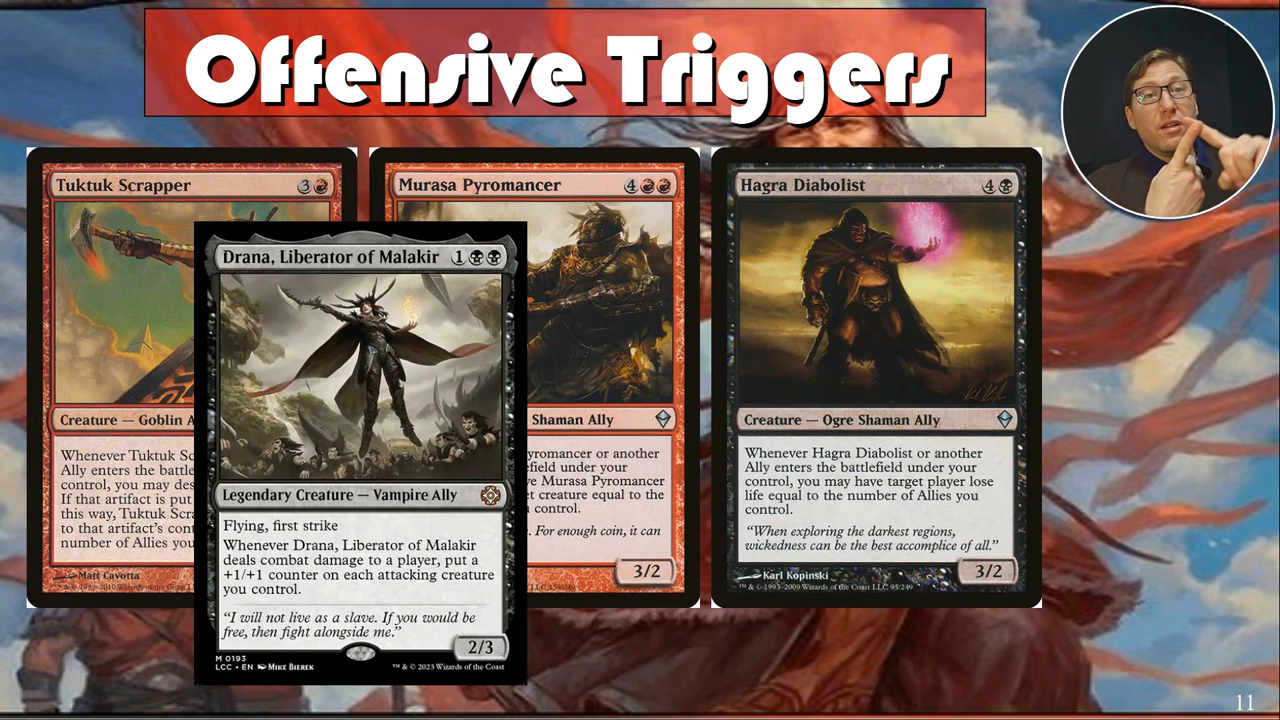 Offensive Triggers
Tuktuk Scrapper 3
Creature — Goblin A
Whenever Tuktuk Sc
Ally enters the battle
control, you may des
If that artifact is put
this way, Tuktuk Scra
to that artifact's cont
number of Allies you
Matt Cavotta
Drana, Liberator of Malakir 1
Legendary Creature — Vampire Ally
Flying, first strike
Whenever Drana, Liberator of Malakir
deals combat damage to a player, put a
+1/+1 counter on each attacking creature
you control.
"I will not live as a slave. If you would be
free, then fight alongside me."
2/3
M 0193
LCC • EN Mike Bierek
™ & © 2023 Wizards of the Coast
Murasa Pyromancer 4
Shaman Ally
yromancer or another
efield under your
ve Murasa Pyromancer
t creature equal to the
control.
. For enough coin, it can
3/2
Hagra Diabolist 4
Creature — Ogre Shaman Ally
Whenever Hagra Diabolist or another
Ally enters the battlefield under your
control, you may have target player lose
life equal to the number of Allies you
control.
"When exploring the darkest regions,
wickedness can be the best accomplice of all."
Karl Kopinski
3/2
™ & © 1993–2009 Wizards of the Coast LLC 95/249
11